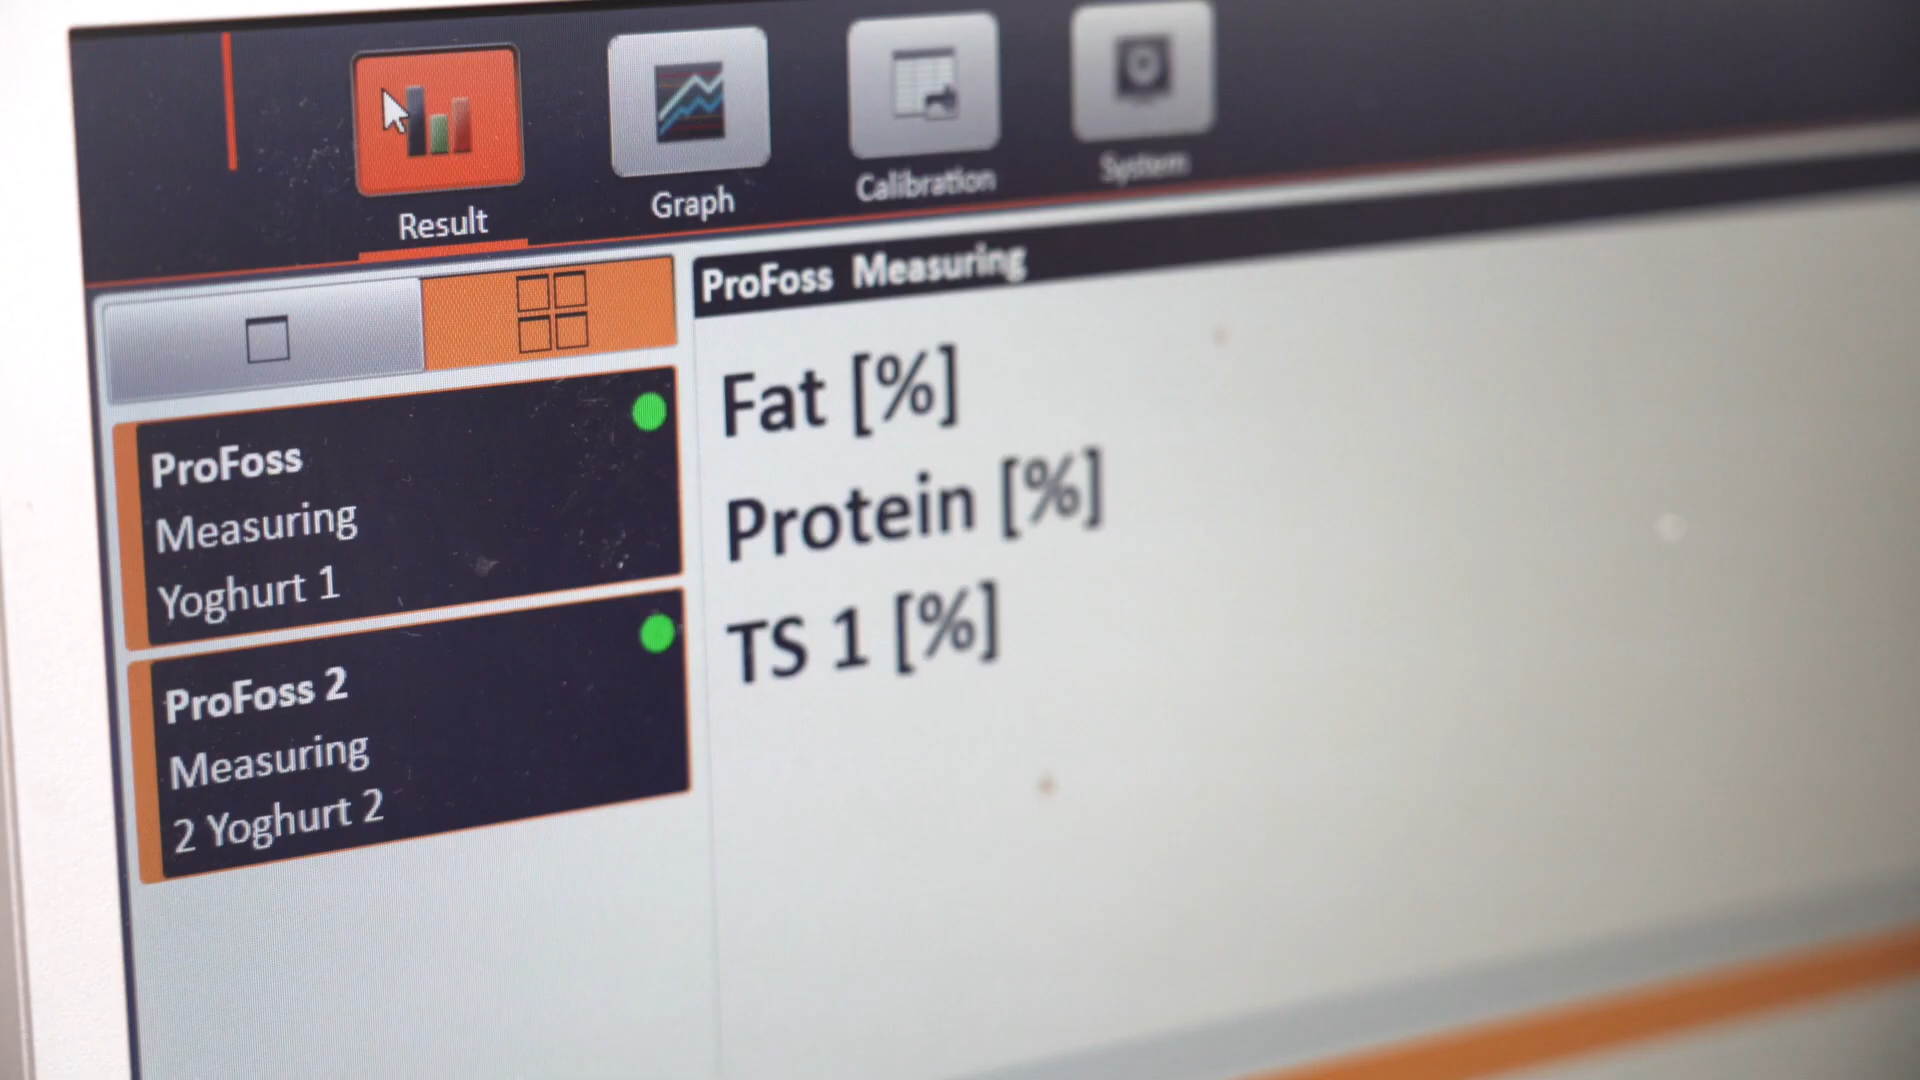 Result
Graph
Calibration
System
ProFoss
Measuring
Yoghurt 1
ProFoss 2
Measuring
2 Yoghurt 2
ProFoss Measuring
Fat [%]
Protein [%]
TS 1 [%]